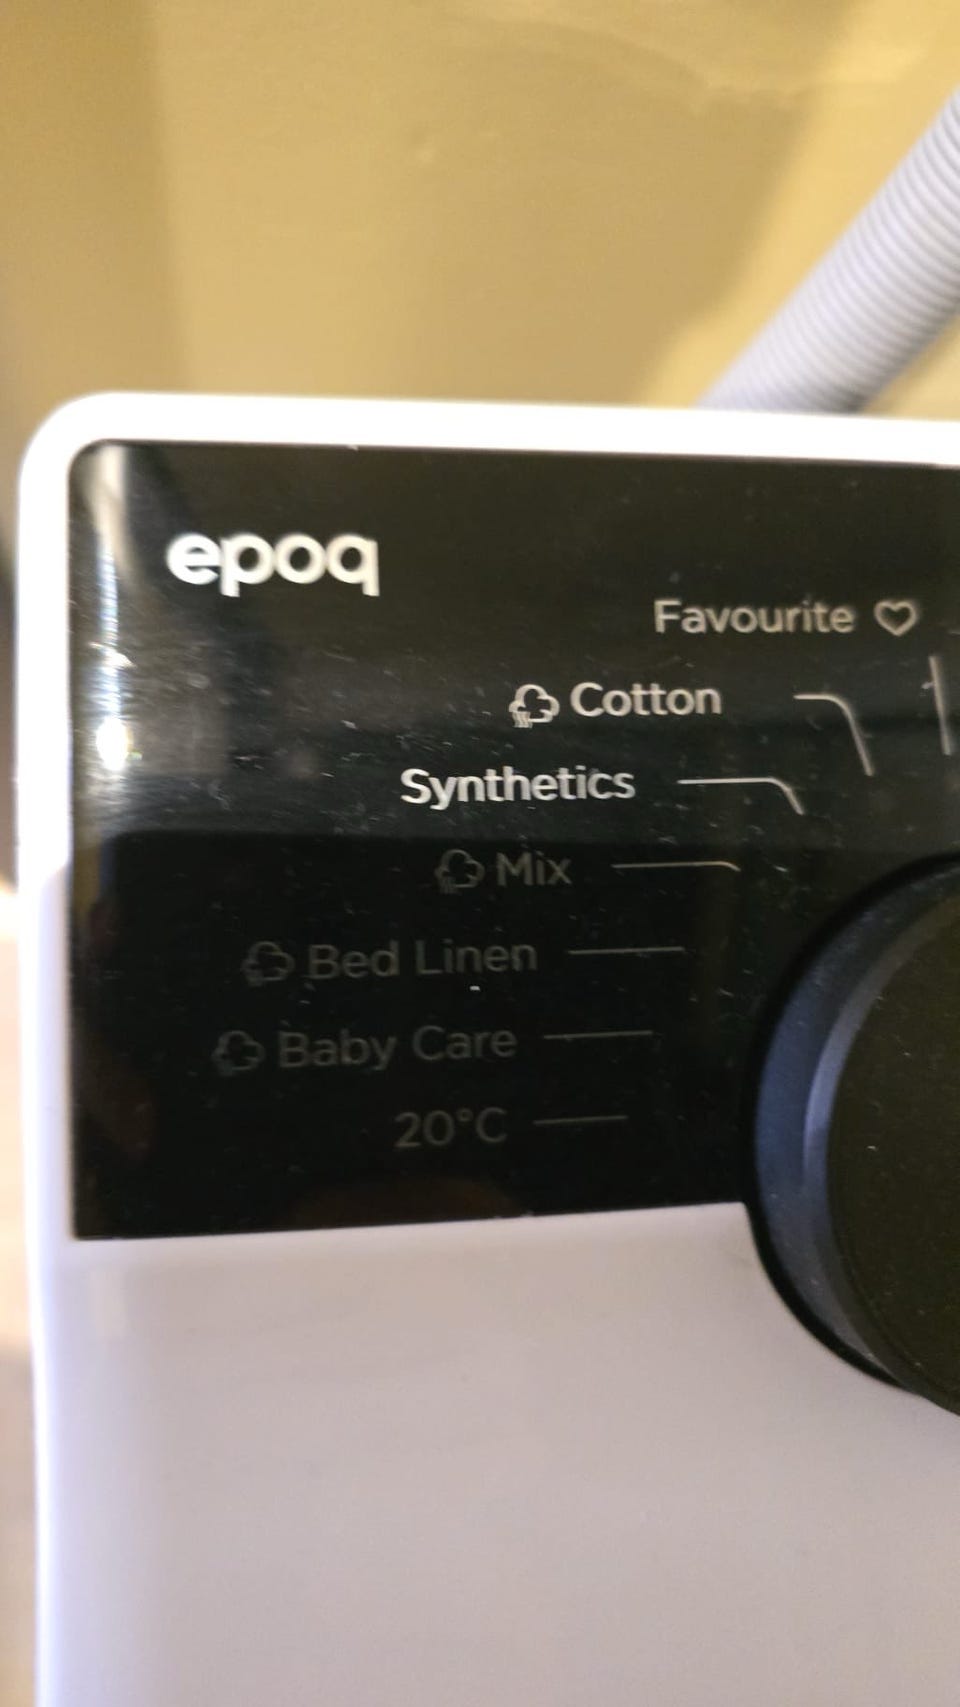 epoq
Favourite
Cotton
Synthetics
Mix
Bed Linen
Baby Care
20°C